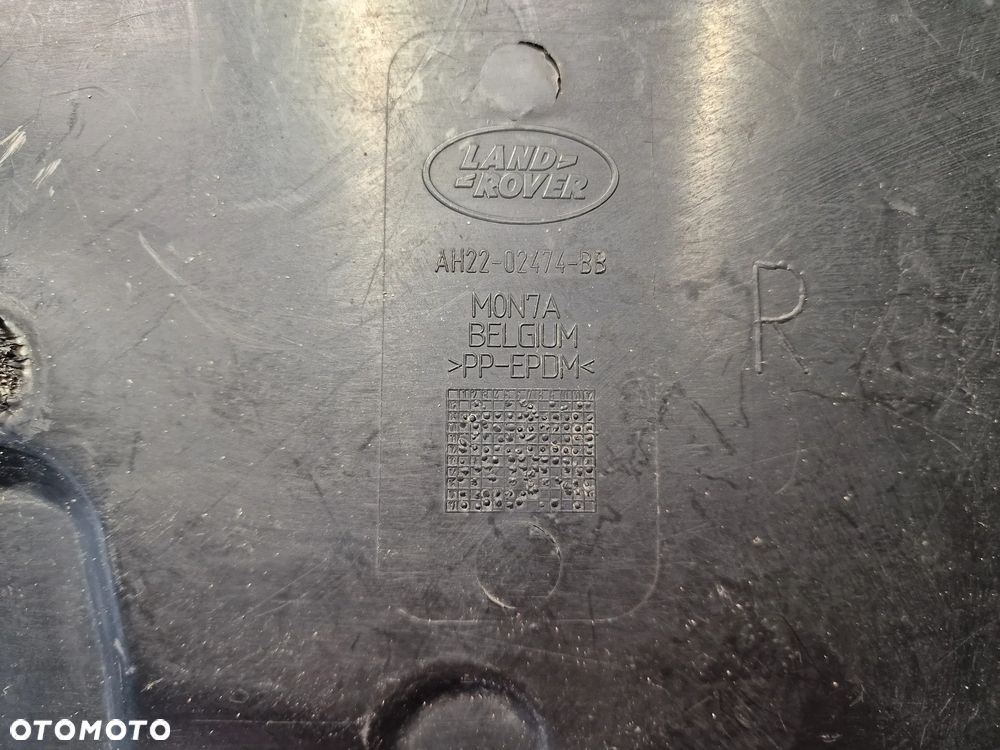 LAND-
ROVER
AH22-02474-BB
M0N7A
BELGIUM
>PP-EPDM<
R
OTOMOTO